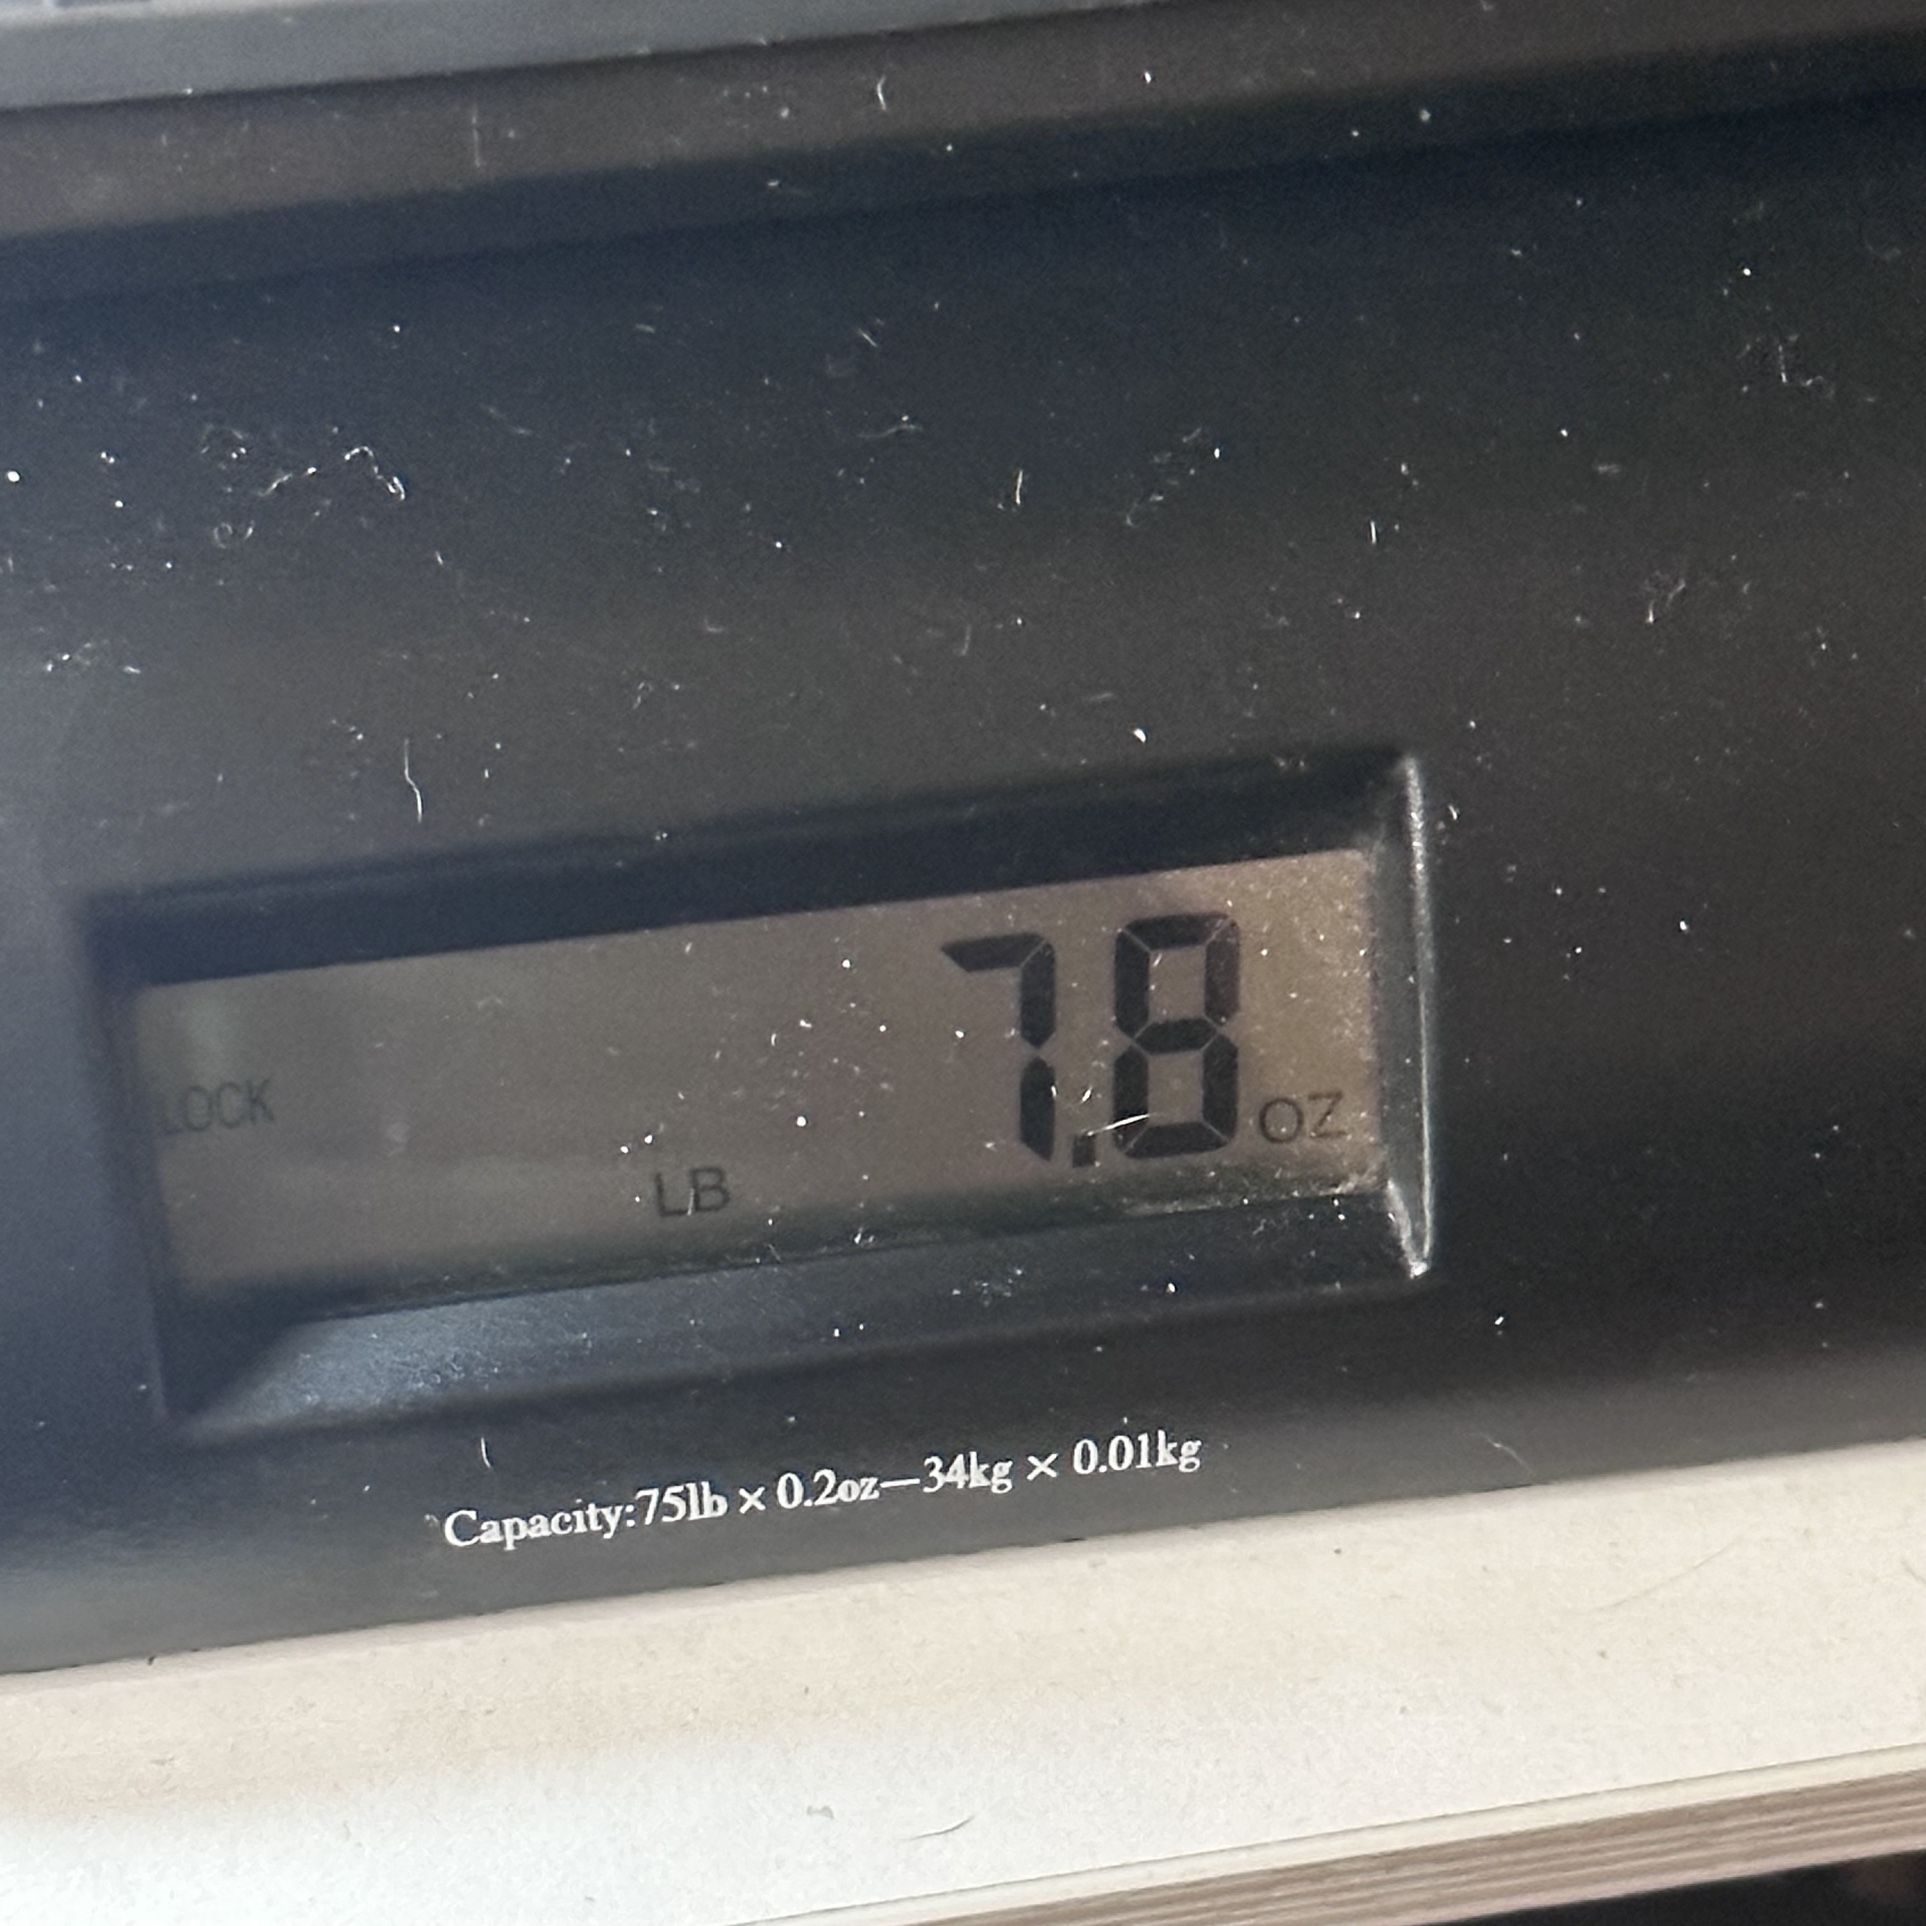 7.8 OZ
LOCK
LB
Capacity:75lb × 0.2oz—34kg × 0.01kg